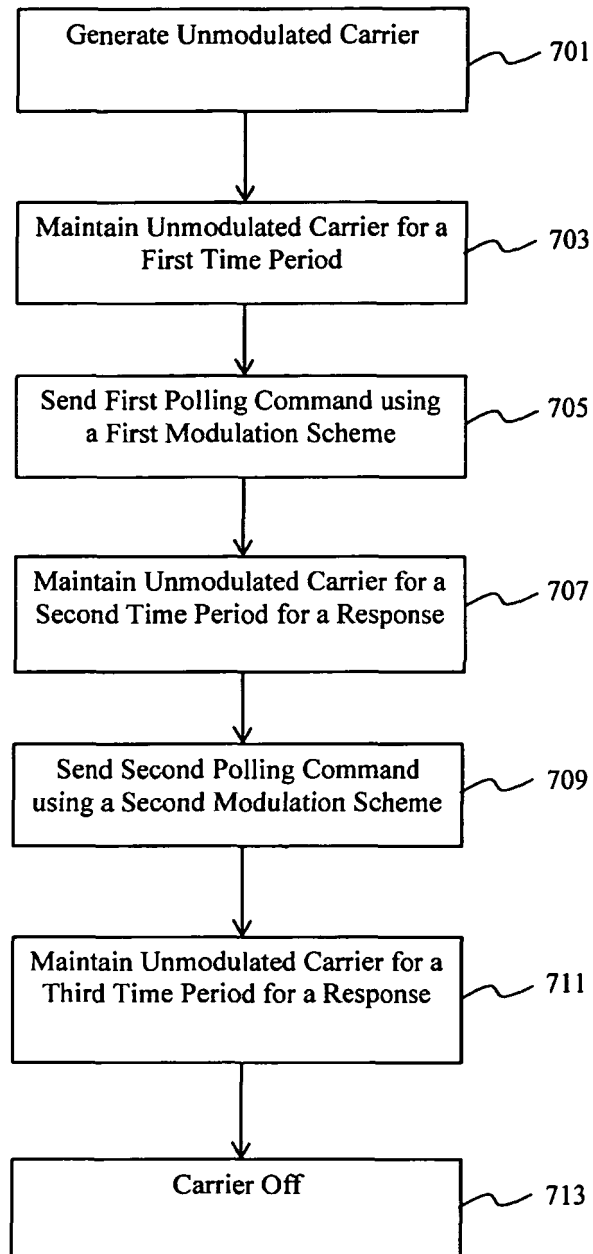 Generate Unmodulated Carrier
701
Maintain Unmodulated Carrier for a
First Time Period
703
Send First Polling Command using
a First Modulation Scheme
705
Maintain Unmodulated Carrier for a
Second Time Period for a Response
707
Send Second Polling Command
using a Second Modulation Scheme
709
Maintain Unmodulated Carrier for a
Third Time Period for a Response
711
Carrier Off
713